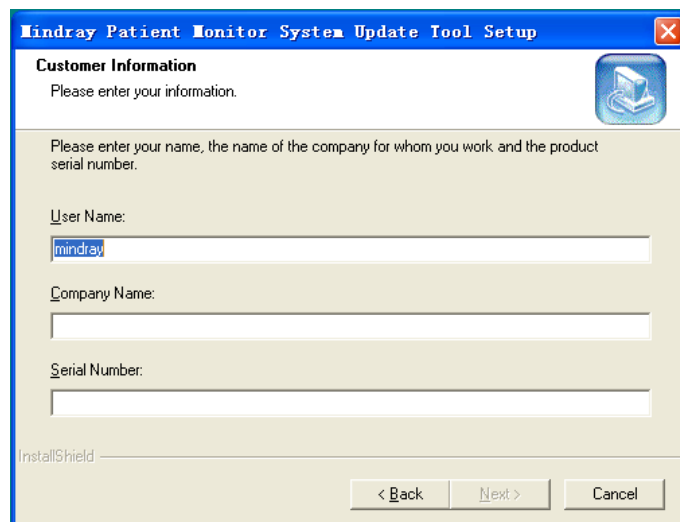 Mindray Patient Monitor System Update Tool Setup
Customer Information
Please enter your information.
Please enter your name, the name of the company for whom you work and the product
serial number.
User Name:
mindray
Company Name:
Serial Number:
InstallShield
< Back
Next >
Cancel